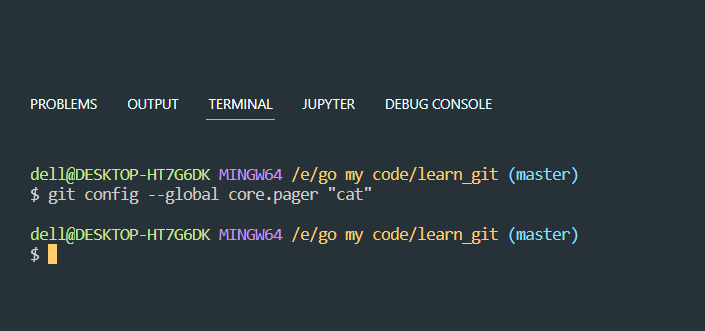 PROBLEMS OUTPUT TERMINAL JUPYTER DEBUG CONSOLE
dell@DESKTOP-HT7G6DK MINGW64 /e/go my code/learn_git (master)
$ git config --global core.pager "cat"
dell@DESKTOP-HT7G6DK MINGW64 /e/go my code/learn_git (master)
$